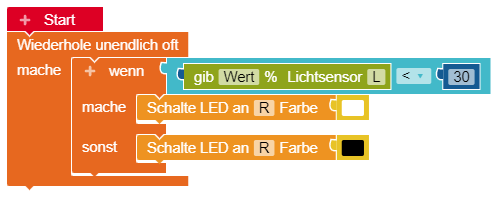 + Start
Wiederhole unendlich oft
mache + wenn gib Wert % Lichtsensor L < 30
mache Schalte LED an R Farbe
sonst Schalte LED an R Farbe